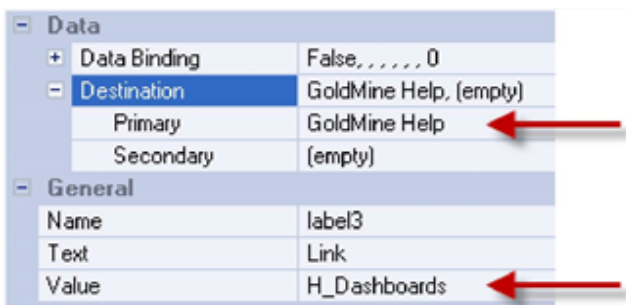 Data
Data Binding False, , , , , , 0
Destination GoldMine Help, (empty)
Primary GoldMine Help
Secondary (empty)
General
Name label3
Text Link
Value H_Dashboards